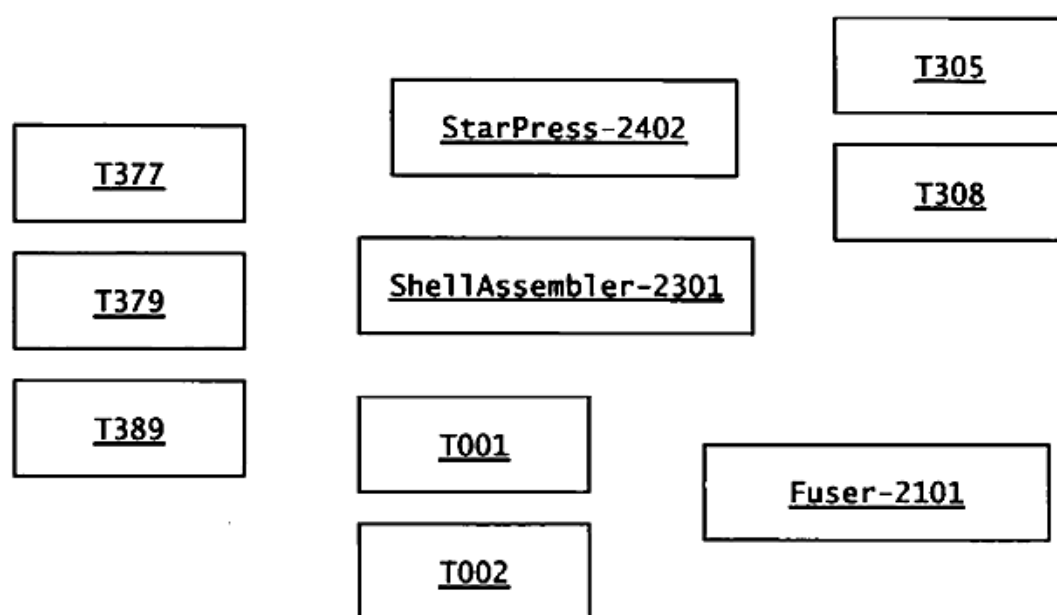 T305
StarPress-2402
T377
T308
ShellAssembler-2301
T379
T389
T001
Fuser-2101
T002